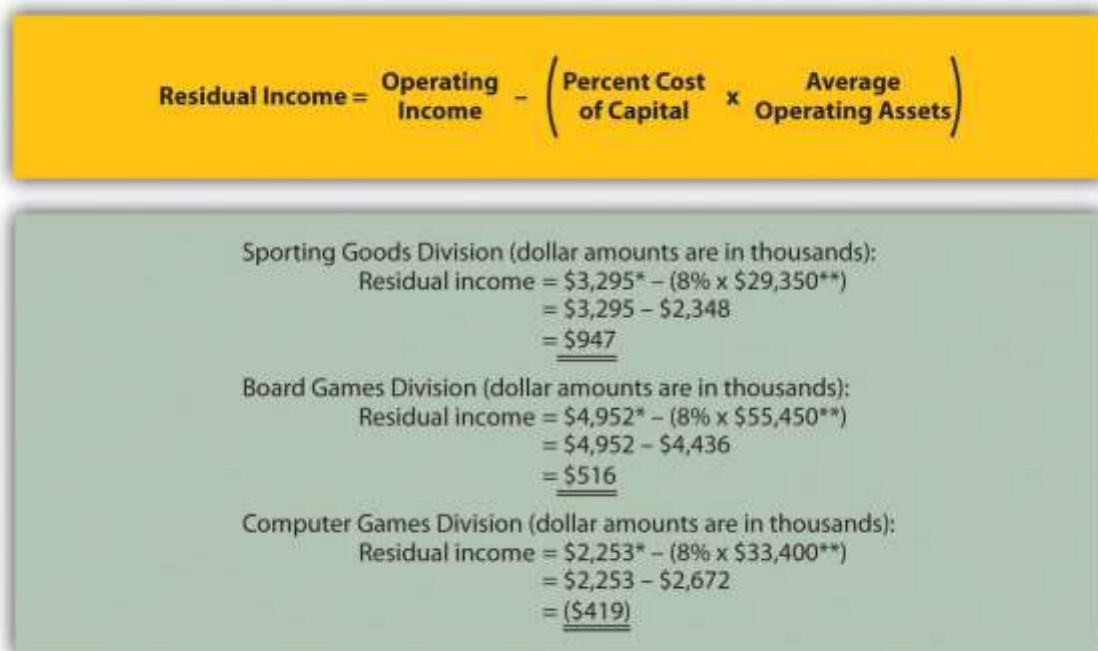 Residual Income = Operating Income – (Percent Cost of Capital x Average Operating Assets)
Sporting Goods Division (dollar amounts are in thousands):
Residual income = $3,295* – (8% x $29,350**)
= $3,295 – $2,348
= $947
Board Games Division (dollar amounts are in thousands):
Residual income = $4,952* – (8% x $55,450**)
= $4,952 – $4,436
= $516
Computer Games Division (dollar amounts are in thousands):
Residual income = $2,253* – (8% x $33,400**)
= $2,253 – $2,672
= ($419)